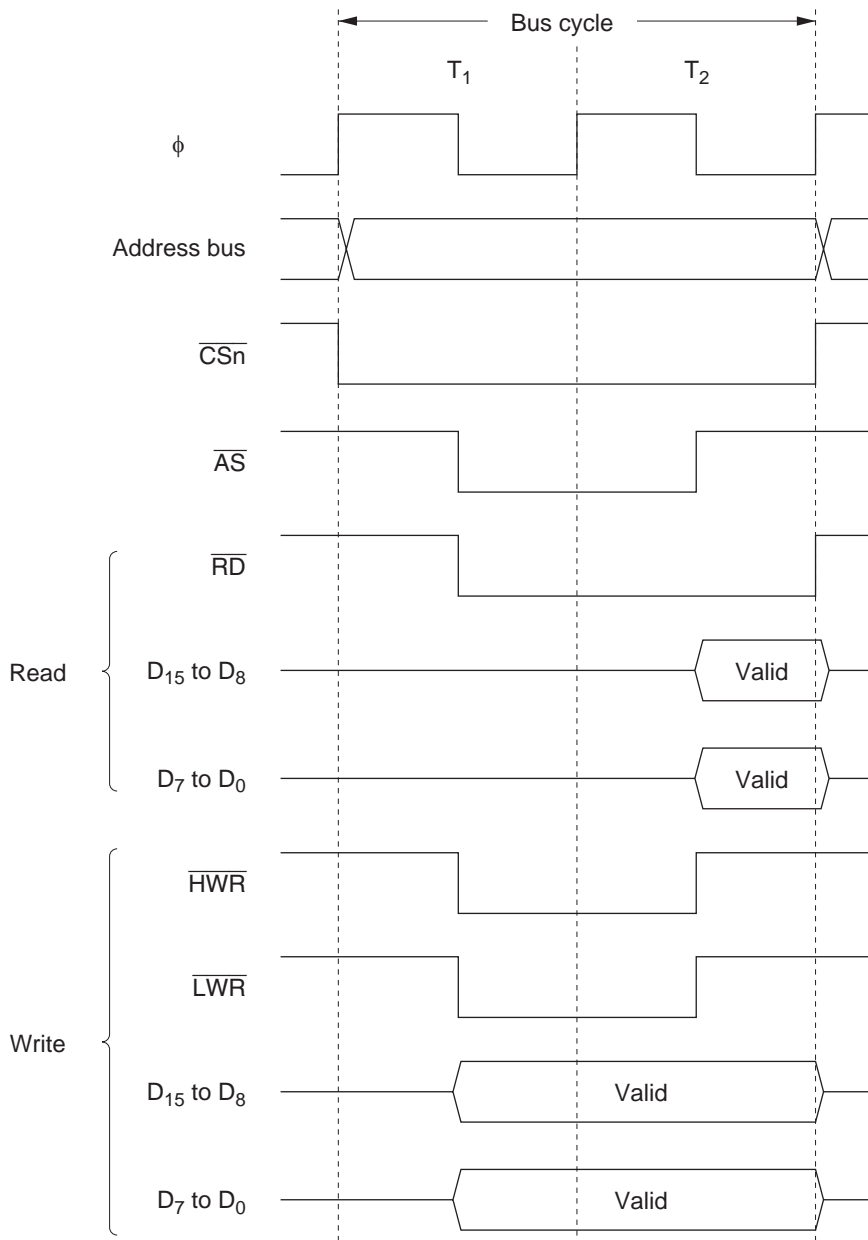 Bus cycle
T1 T2
ϕ
Address bus
CSn
AS
RD
Read
D15 to D8 Valid
D7 to D0 Valid
HWR
LWR
Write
D15 to D8 Valid
D7 to D0 Valid